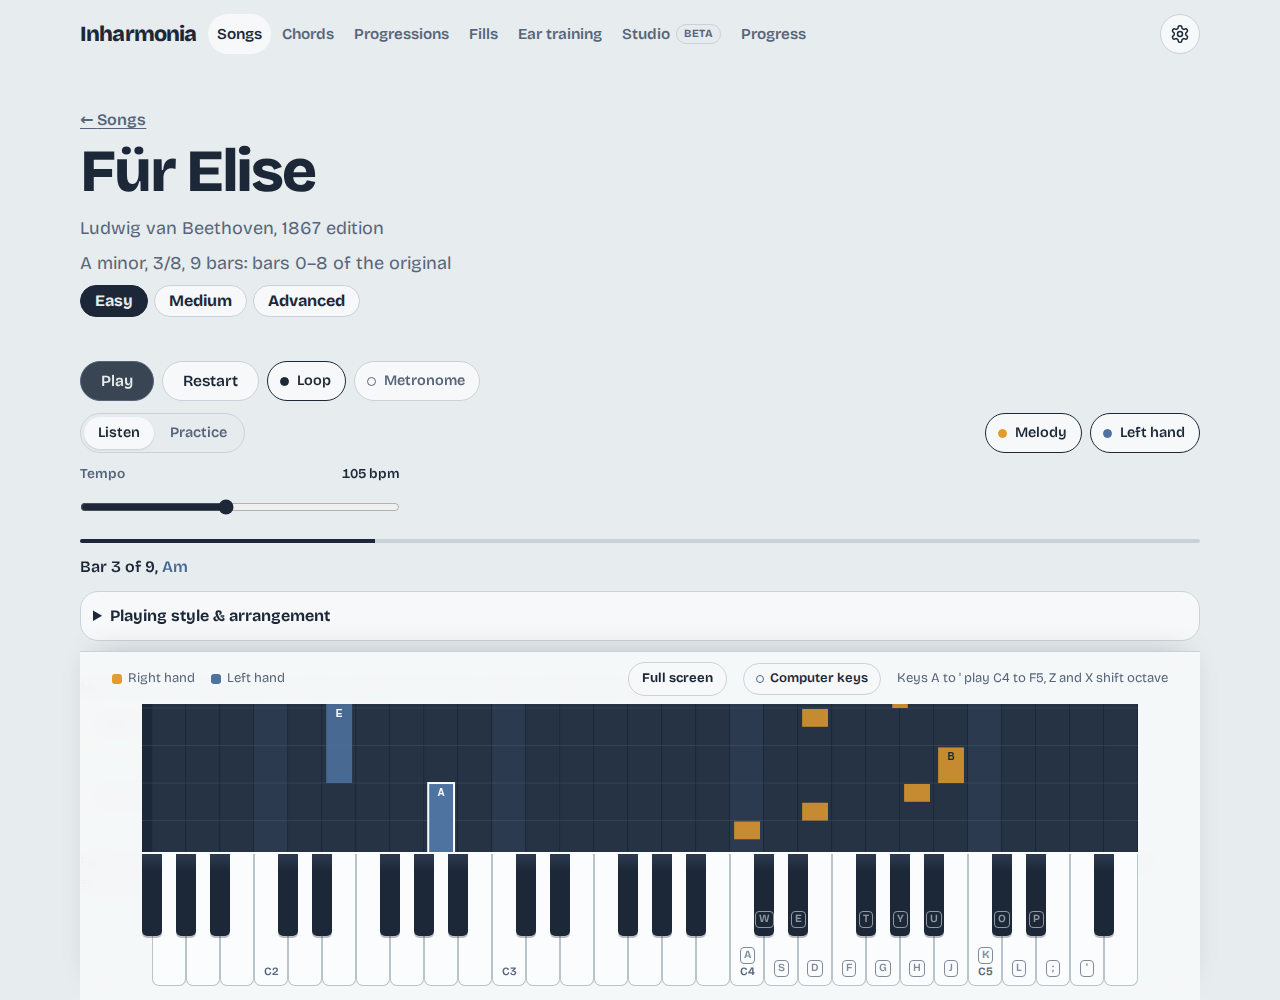 Inharmonia Songs Chords Progressions Fills Ear training Studio BETA Progress
← Songs
Für Elise
Ludwig van Beethoven, 1867 edition
A minor, 3/8, 9 bars: bars 0–8 of the original
Easy Medium Advanced
Play Restart Loop Metronome
Listen Practice Melody Left hand
Tempo 105 bpm
Bar 3 of 9, Am
Playing style & arrangement
Right hand Left hand Full screen Computer keys Keys A to ' play C4 to F5, Z and X shift octave
E
B
A
W E T Y U O P
A K
C2 C3 C4 S D F G H J C5 L ; '